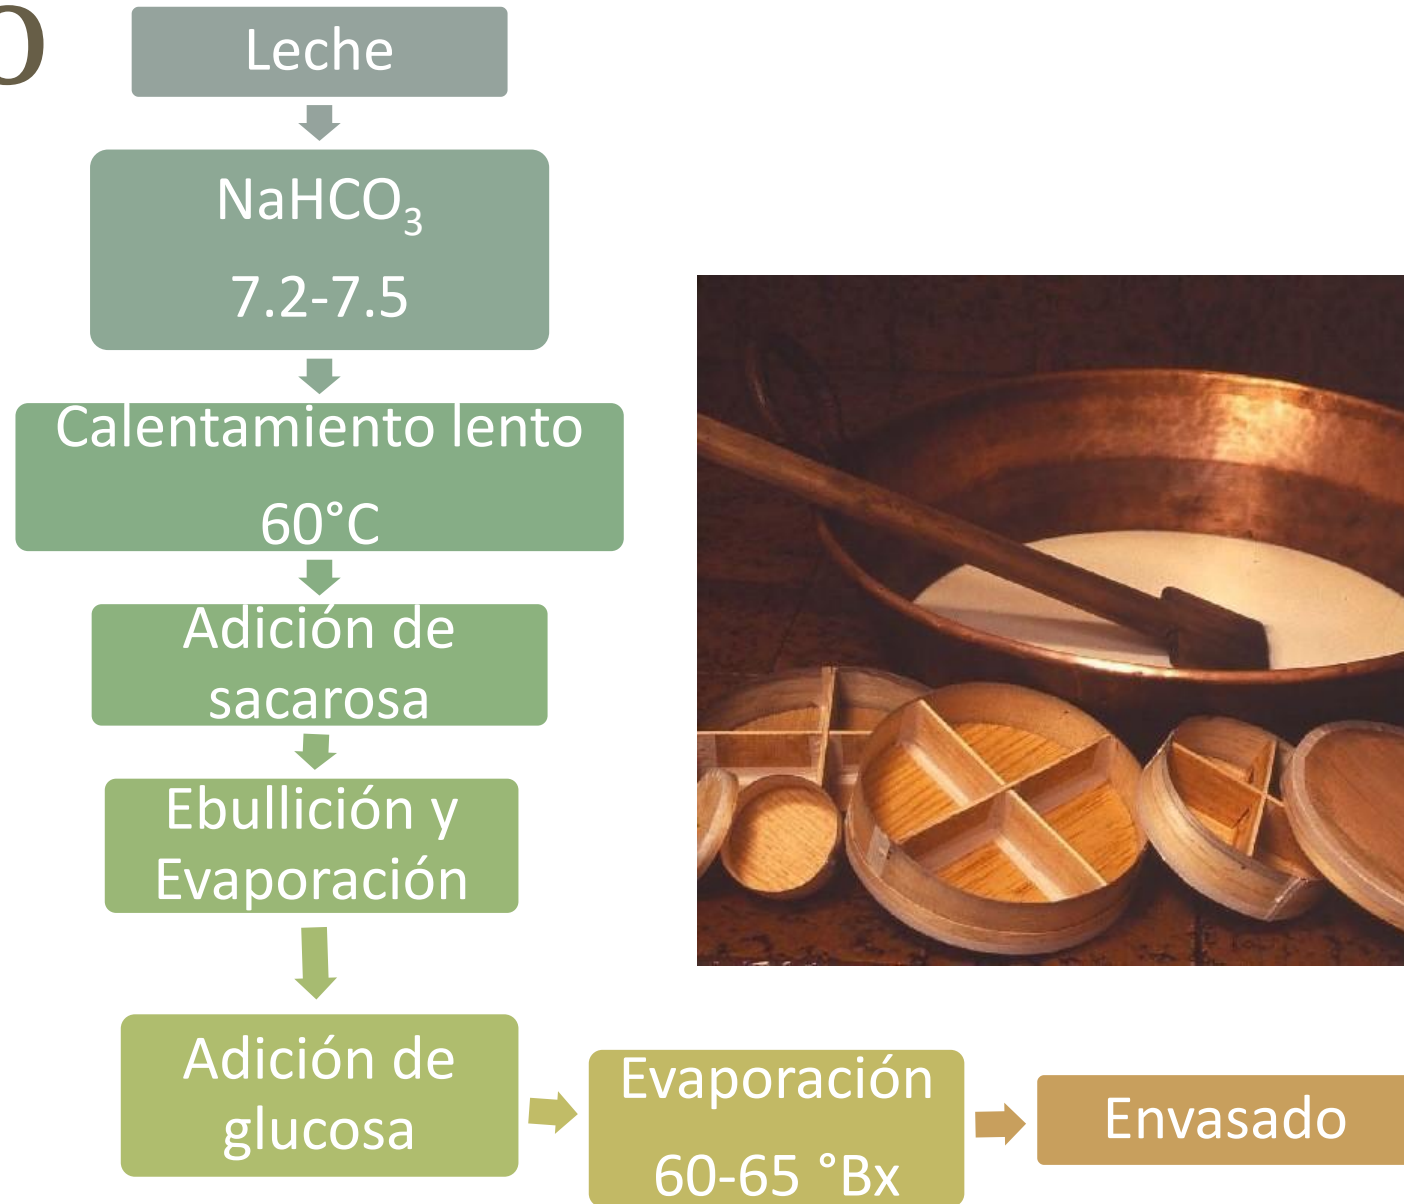 Leche
NaHCO₃
7.2-7.5
Calentamiento lento
60°C
Adición de
sacarosa
Ebullición y
Evaporación
Adición de
glucosa
Evaporación
60-65 °Bx
Envasado